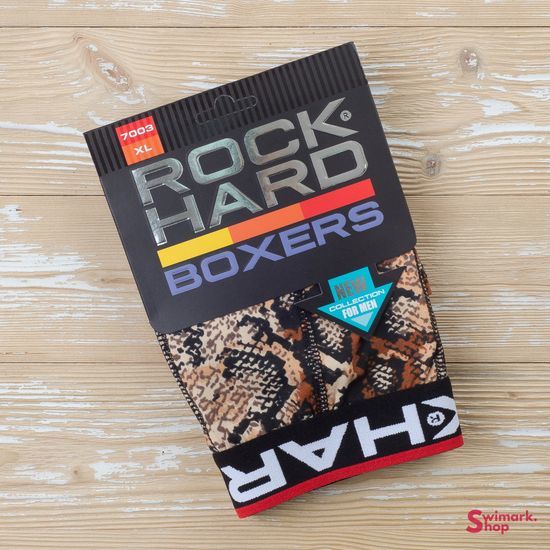 7003
XL
ROCK®
HARD
BOXERS
NEW
COLLECTION
FOR MEN
K®HAR
Swimark.
Shop